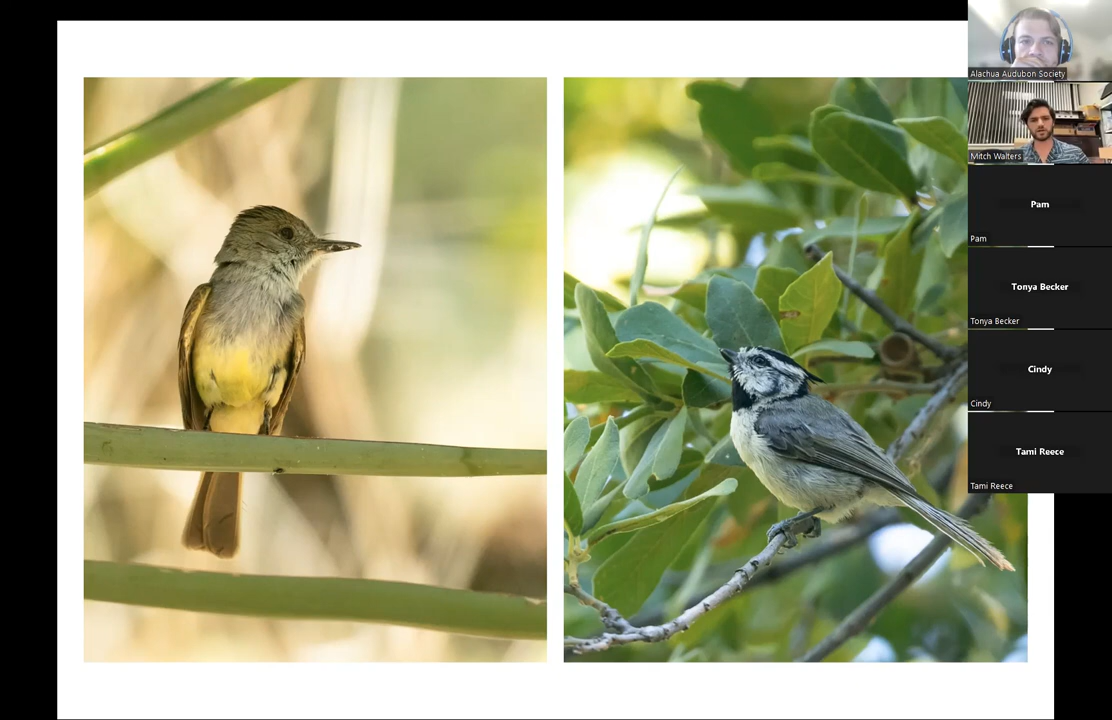 Alachua Audubon Society
Mitch Walters
Pam
Pam
Tonya Becker
Tonya Becker
Cindy
Cindy
Tami Reece
Tami Reece